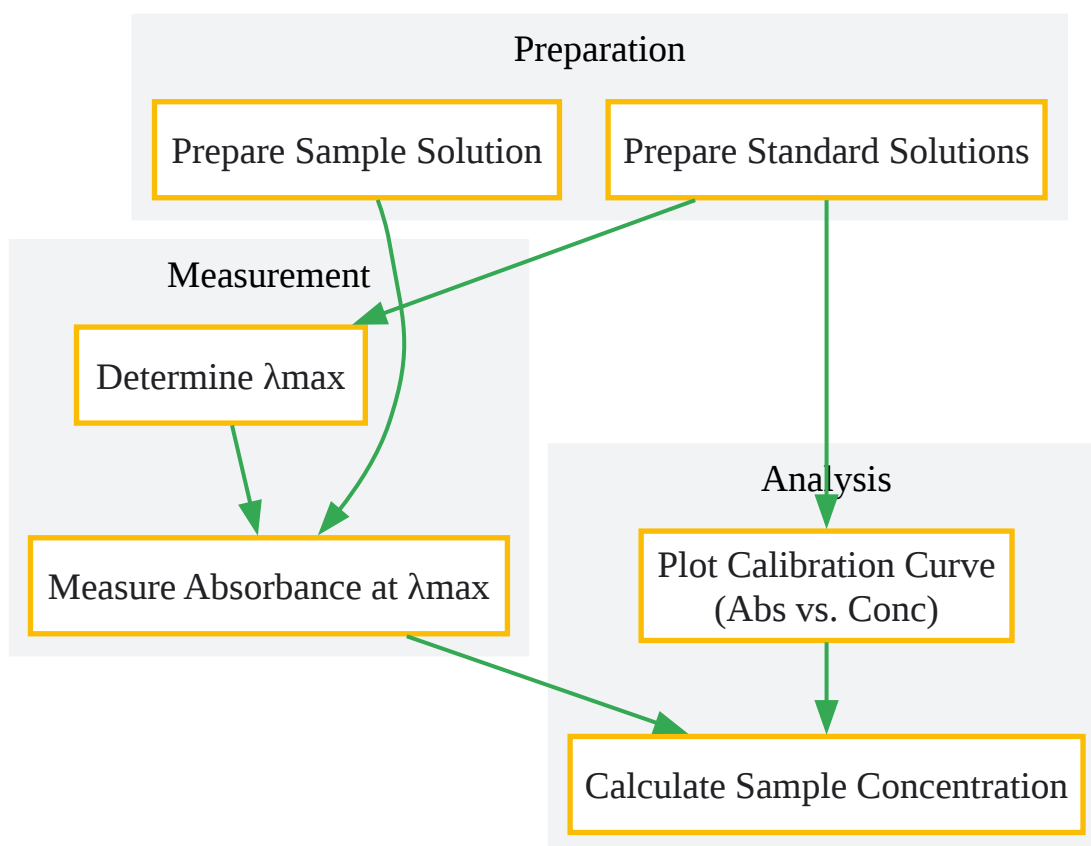 Preparation
Prepare Sample Solution
Prepare Standard Solutions
Measurement
Determine λmax
Measure Absorbance at λmax
Analysis
Plot Calibration Curve
(Abs vs. Conc)
Calculate Sample Concentration